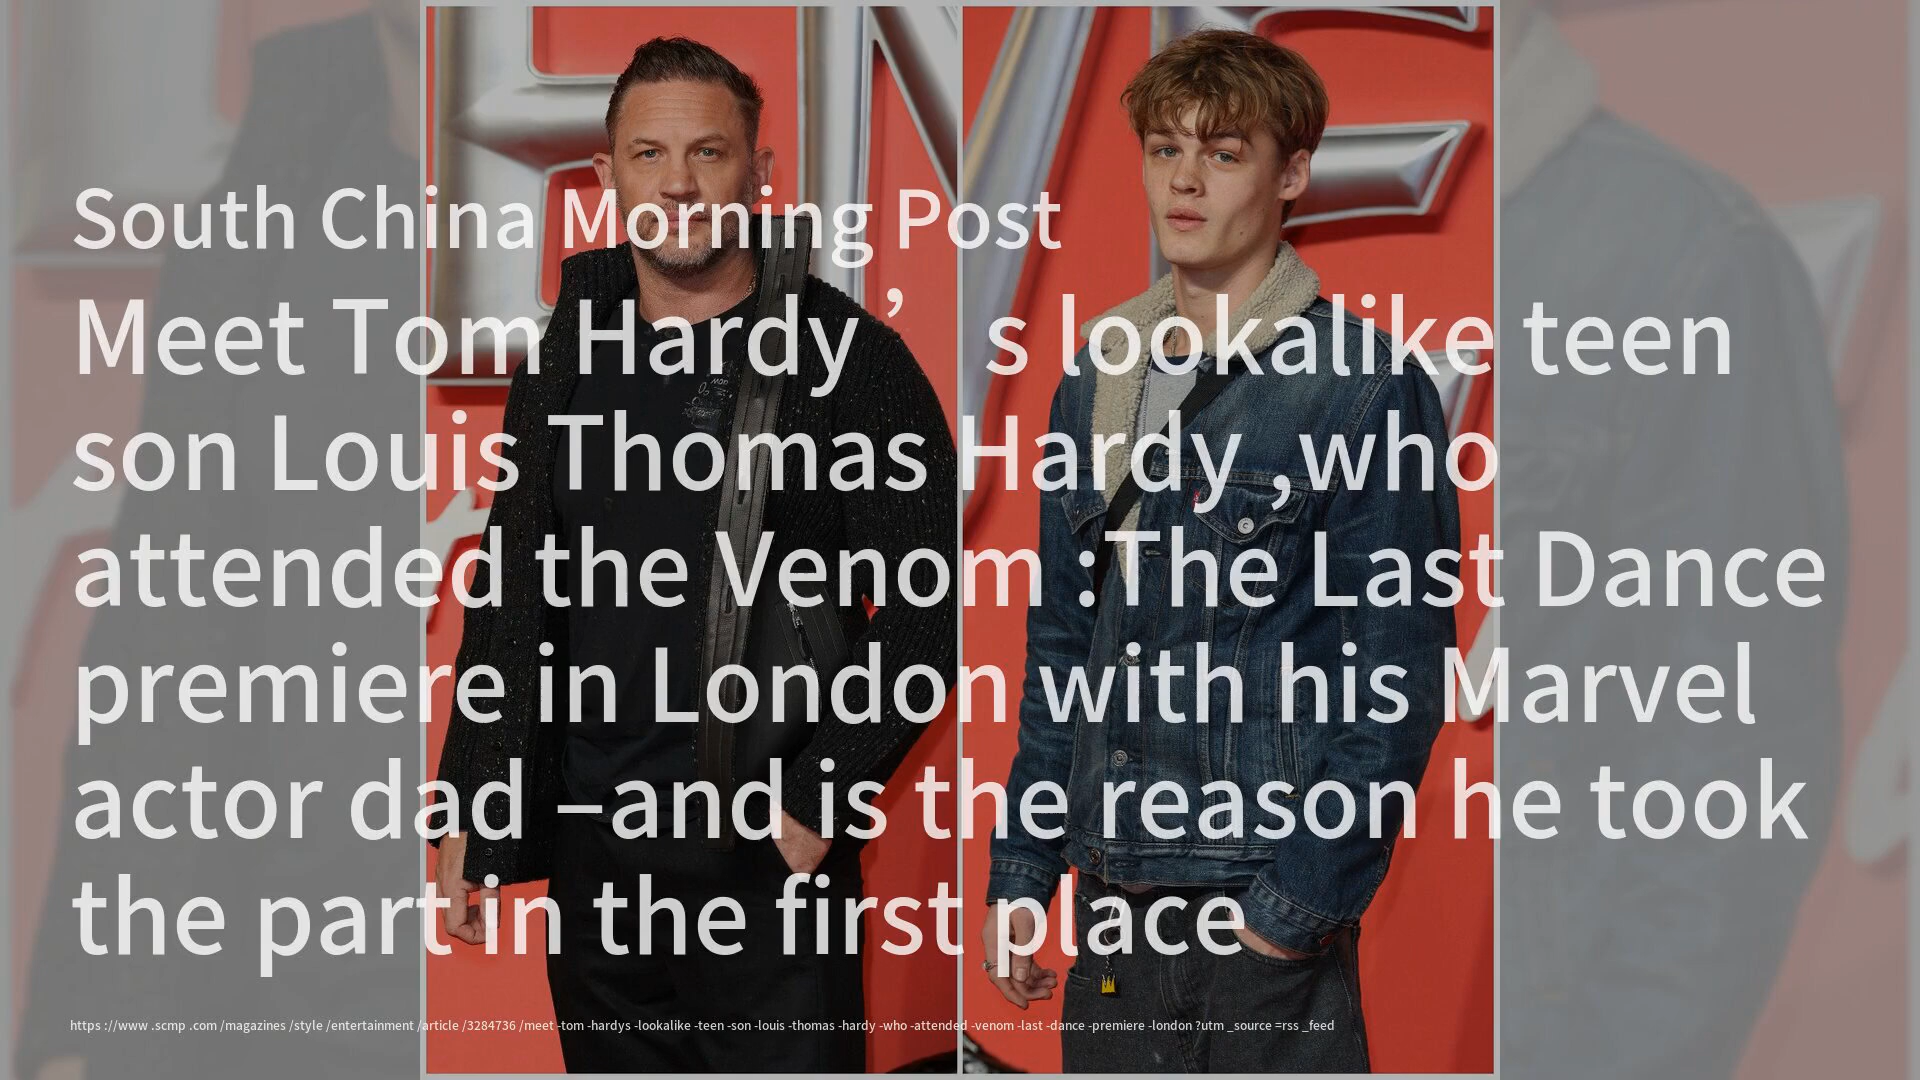 South China Morning Post
Meet Tom Hardy’s lookalike teen
son Louis Thomas Hardy ,who
attended the Venom :The Last Dance
premiere in London with his Marvel
actor dad –and is the reason he took
the part in the first place
https ://www .scmp .com /magazines /style /entertainment /article /3284736 /meet -tom -hardys -lookalike -teen -son -louis -thomas -hardy -who -attended -venom -last -dance -premiere -london ?utm _source =rss _feed